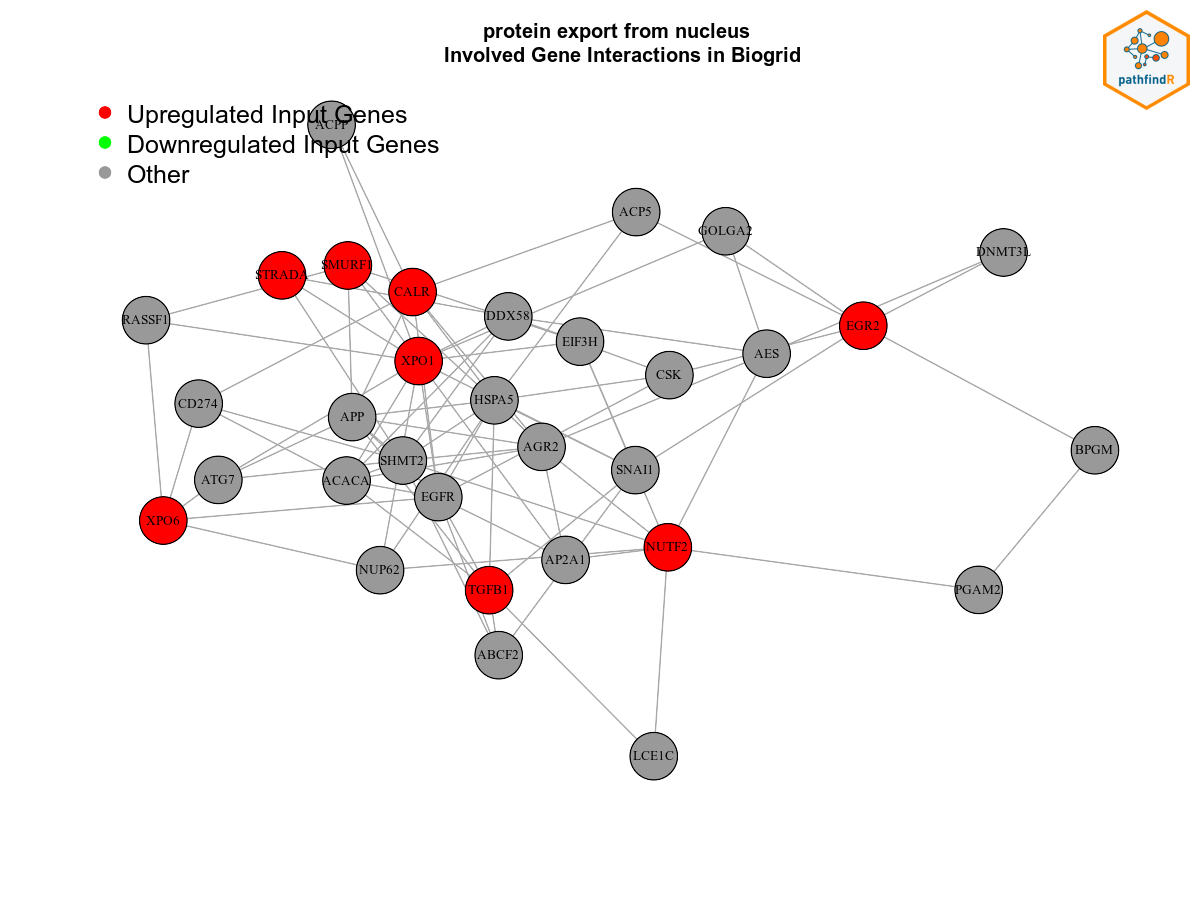 protein export from nucleus
Involved Gene Interactions in Biogrid
pathfindR
Upregulated Input Genes
Downregulated Input Genes
Other
ACPP
ACP5
GOLGA2
DNMT3L
STRADA
SMURF1
CALR
RASSF1
DDX58
EGR2
EIF3H
AES
XPO1
CSK
CD274
HSPA5
APP
AGR2
BPGM
SHMT2
SNAI1
ATG7
ACACA
EGFR
XPO6
NUTF2
NUP62
AP2A1
TGFB1
PGAM2
ABCF2
LCE1C